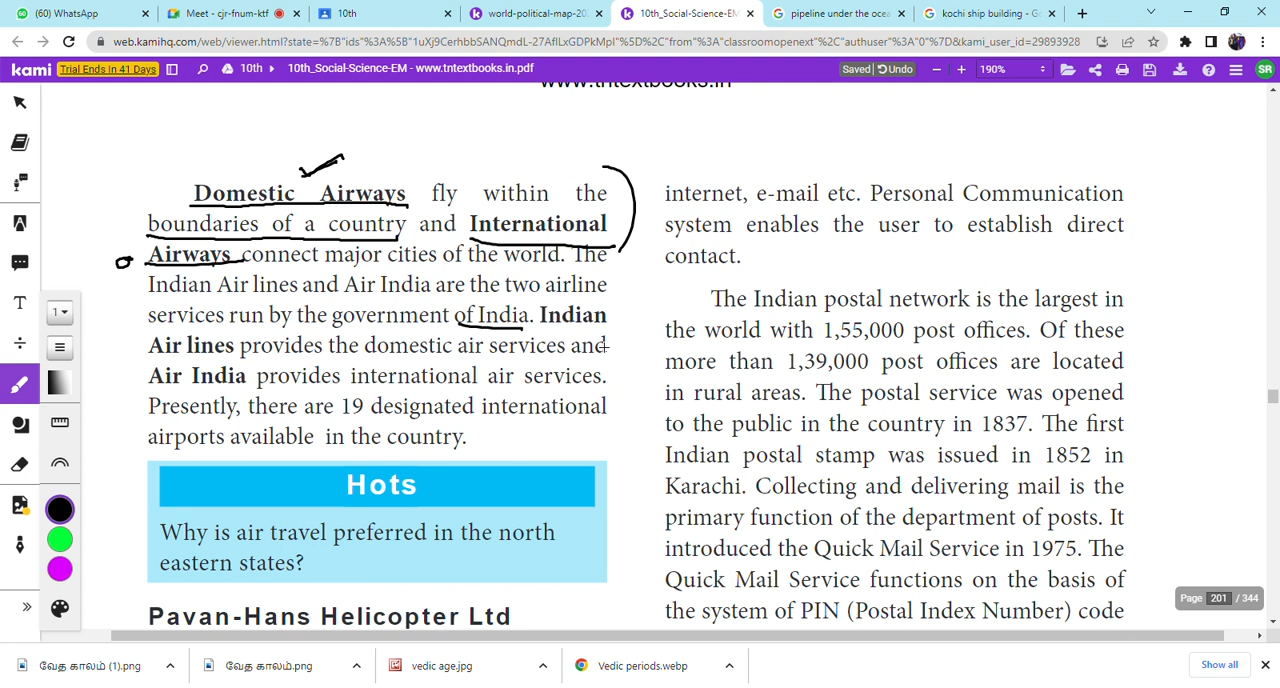 (60) WhatsApp
Meet - cjr-fnum-ktf
10th
world-political-map-20
10th_Social-Science-EM
pipeline under the ocea
kochi ship building - Go
web.kamihq.com/web/viewer.html?state=%7B"ids"%3A%5B"1uXj9CerhbbSANQmdL-27AflLxGDPkMpI"%5D%2C"from"%3A"classroomopenext"%2C"authuser"%3A"0"%7D&kami_user_id=29893928
kami
Trial Ends In 41 Days
10th
10th_Social-Science-EM - www.tntextbooks.in.pdf
Saved
Undo
190%
SR
www.tntextbooks.in
Domestic Airways fly within the
boundaries of a country and International
Airways connect major cities of the world. The
Indian Air lines and Air India are the two airline
services run by the government of India. Indian
Air lines provides the domestic air services and
Air India provides international air services.
Presently, there are 19 designated international
airports available in the country.
Hots
Why is air travel preferred in the north
eastern states?
Pavan-Hans Helicopter Ltd
internet, e-mail etc. Personal Communication
system enables the user to establish direct
contact.
The Indian postal network is the largest in
the world with 1,55,000 post offices. Of these
more than 1,39,000 post offices are located
in rural areas. The postal service was opened
to the public in the country in 1837. The first
Indian postal stamp was issued in 1852 in
Karachi. Collecting and delivering mail is the
primary function of the department of posts. It
introduced the Quick Mail Service in 1975. The
Quick Mail Service functions on the basis of
the system of PIN (Postal Index Number) code
1
Page 201 / 344
வேத காலம் (1).png
வேத காலம்.png
vedic age.jpg
Vedic periods.webp
Show all